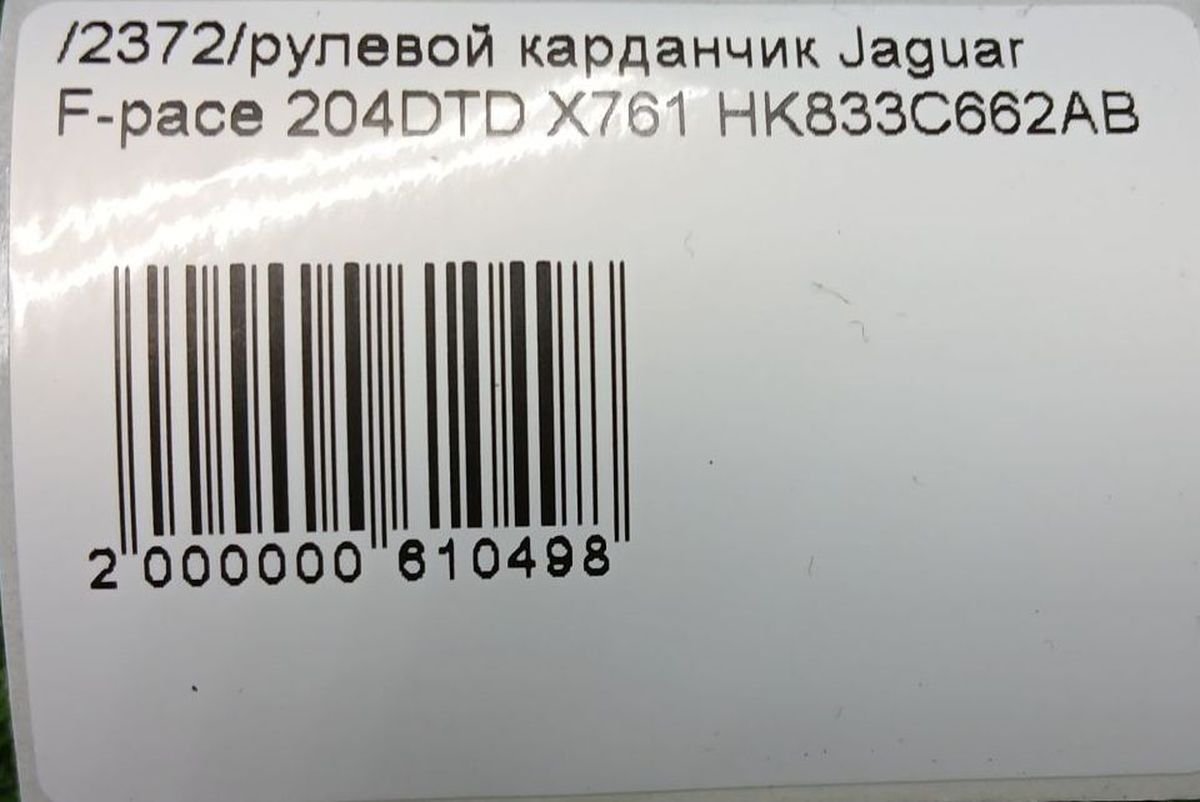 /2372/рулевой карданчик Jaguar
F-pace 204DTD X761 HK833C662AB
2 000000 610498